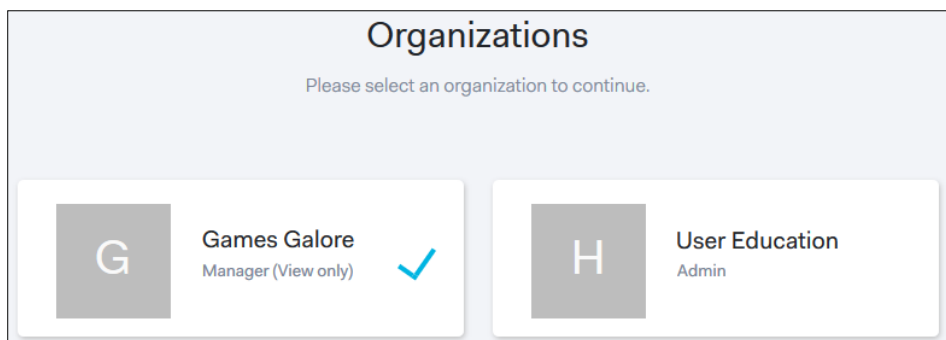 Organizations
Please select an organization to continue.
G
Games Galore
Manager (View only)
H
User Education
Admin